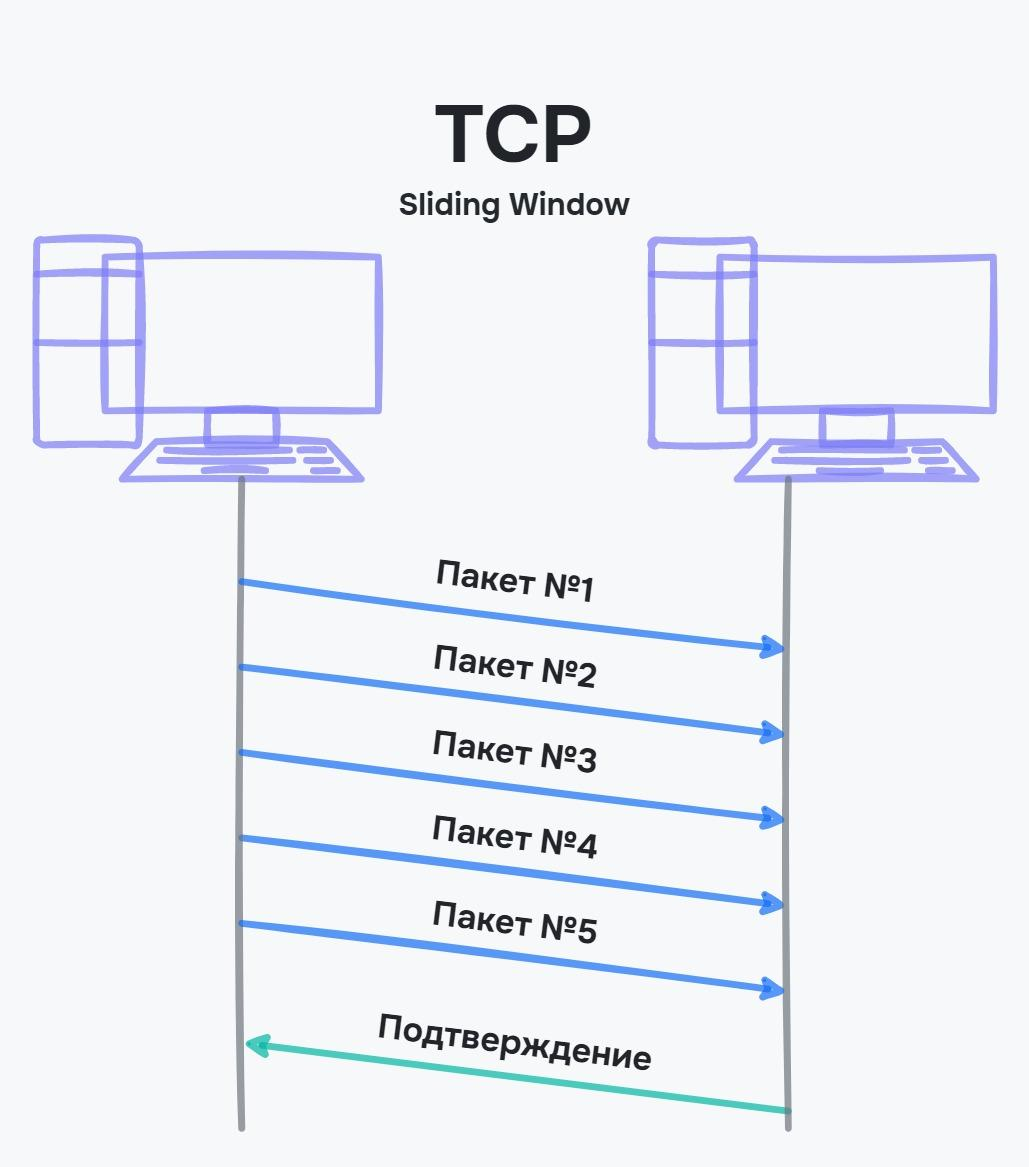 TCP
Sliding Window
Пакет №1
Пакет №2
Пакет №3
Пакет №4
Пакет №5
Подтверждение